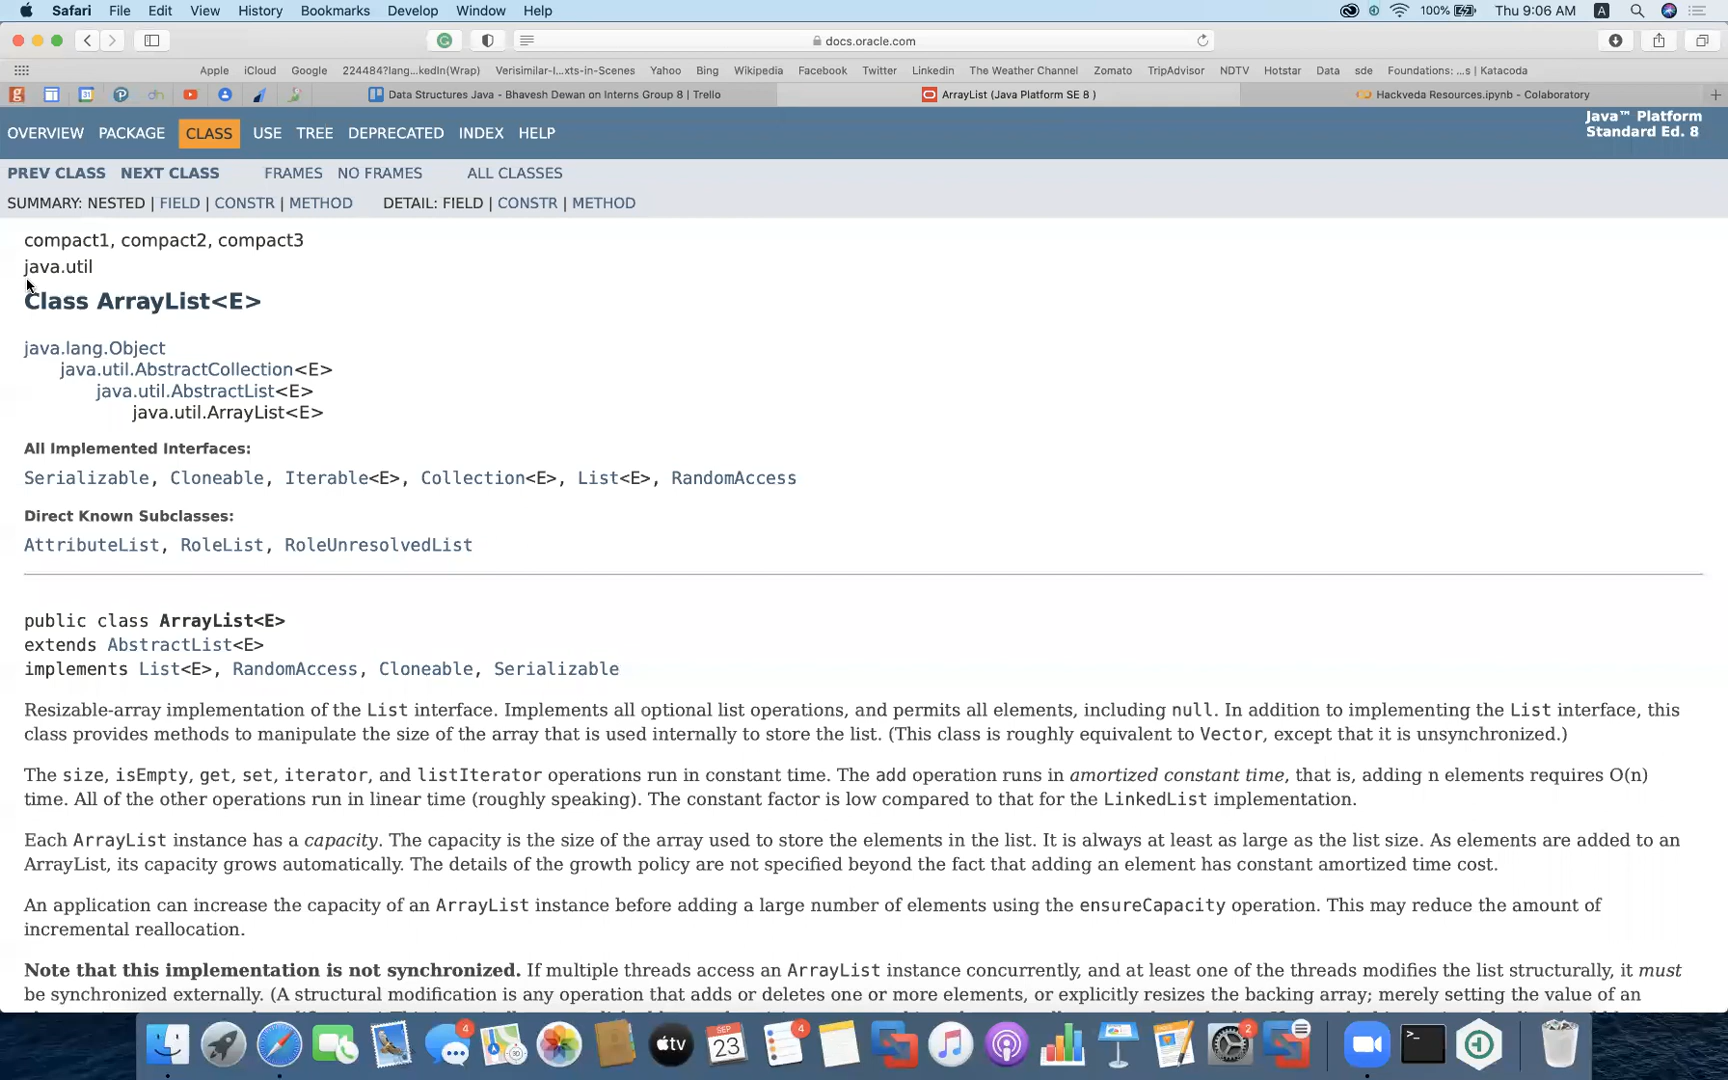 Safari File Edit View History Bookmarks Develop Window Help 100% Thu 9:06 AM A
docs.oracle.com
Apple iCloud Google 224484?lang...kedIn(Wrap) Verisimilar-I...xts-in-Scenes Yahoo Bing Wikipedia Facebook Twitter Linkedin The Weather Channel Zomato TripAdvisor NDTV Hotstar Data sde Foundations: ...s | Katacoda
Data Structures Java - Bhavesh Dewan on Interns Group 8 | Trello ArrayList (Java Platform SE 8 ) Hackveda Resources.ipynb - Colaboratory
OVERVIEW PACKAGE CLASS USE TREE DEPRECATED INDEX HELP
Java™ Platform
Standard Ed. 8
PREV CLASS NEXT CLASS FRAMES NO FRAMES ALL CLASSES
SUMMARY: NESTED | FIELD | CONSTR | METHOD DETAIL: FIELD | CONSTR | METHOD
compact1, compact2, compact3
java.util
Class ArrayList<E>
java.lang.Object
java.util.AbstractCollection<E>
java.util.AbstractList<E>
java.util.ArrayList<E>
All Implemented Interfaces:
Serializable, Cloneable, Iterable<E>, Collection<E>, List<E>, RandomAccess
Direct Known Subclasses:
AttributeList, RoleList, RoleUnresolvedList
public class ArrayList<E>
extends AbstractList<E>
implements List<E>, RandomAccess, Cloneable, Serializable
Resizable-array implementation of the List interface. Implements all optional list operations, and permits all elements, including null. In addition to implementing the List interface, this
class provides methods to manipulate the size of the array that is used internally to store the list. (This class is roughly equivalent to Vector, except that it is unsynchronized.)
The size, isEmpty, get, set, iterator, and listIterator operations run in constant time. The add operation runs in amortized constant time, that is, adding n elements requires O(n)
time. All of the other operations run in linear time (roughly speaking). The constant factor is low compared to that for the LinkedList implementation.
Each ArrayList instance has a capacity. The capacity is the size of the array used to store the elements in the list. It is always at least as large as the list size. As elements are added to an
ArrayList, its capacity grows automatically. The details of the growth policy are not specified beyond the fact that adding an element has constant amortized time cost.
An application can increase the capacity of an ArrayList instance before adding a large number of elements using the ensureCapacity operation. This may reduce the amount of
incremental reallocation.
Note that this implementation is not synchronized. If multiple threads access an ArrayList instance concurrently, and at least one of the threads modifies the list structurally, it must
be synchronized externally. (A structural modification is any operation that adds or deletes one or more elements, or explicitly resizes the backing array; merely setting the value of an
4 tv SEP 23 4 2